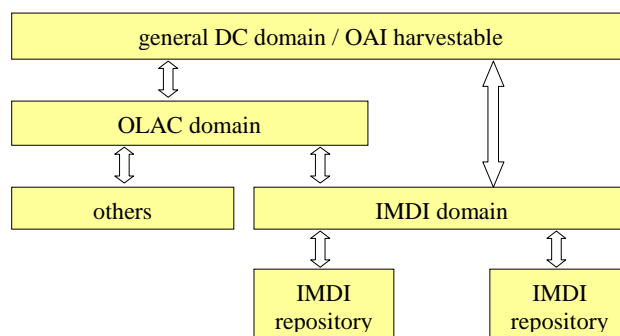 general DC domain / OAI harvestable
OLAC domain
others
IMDI domain
IMDI
repository
IMDI
repository